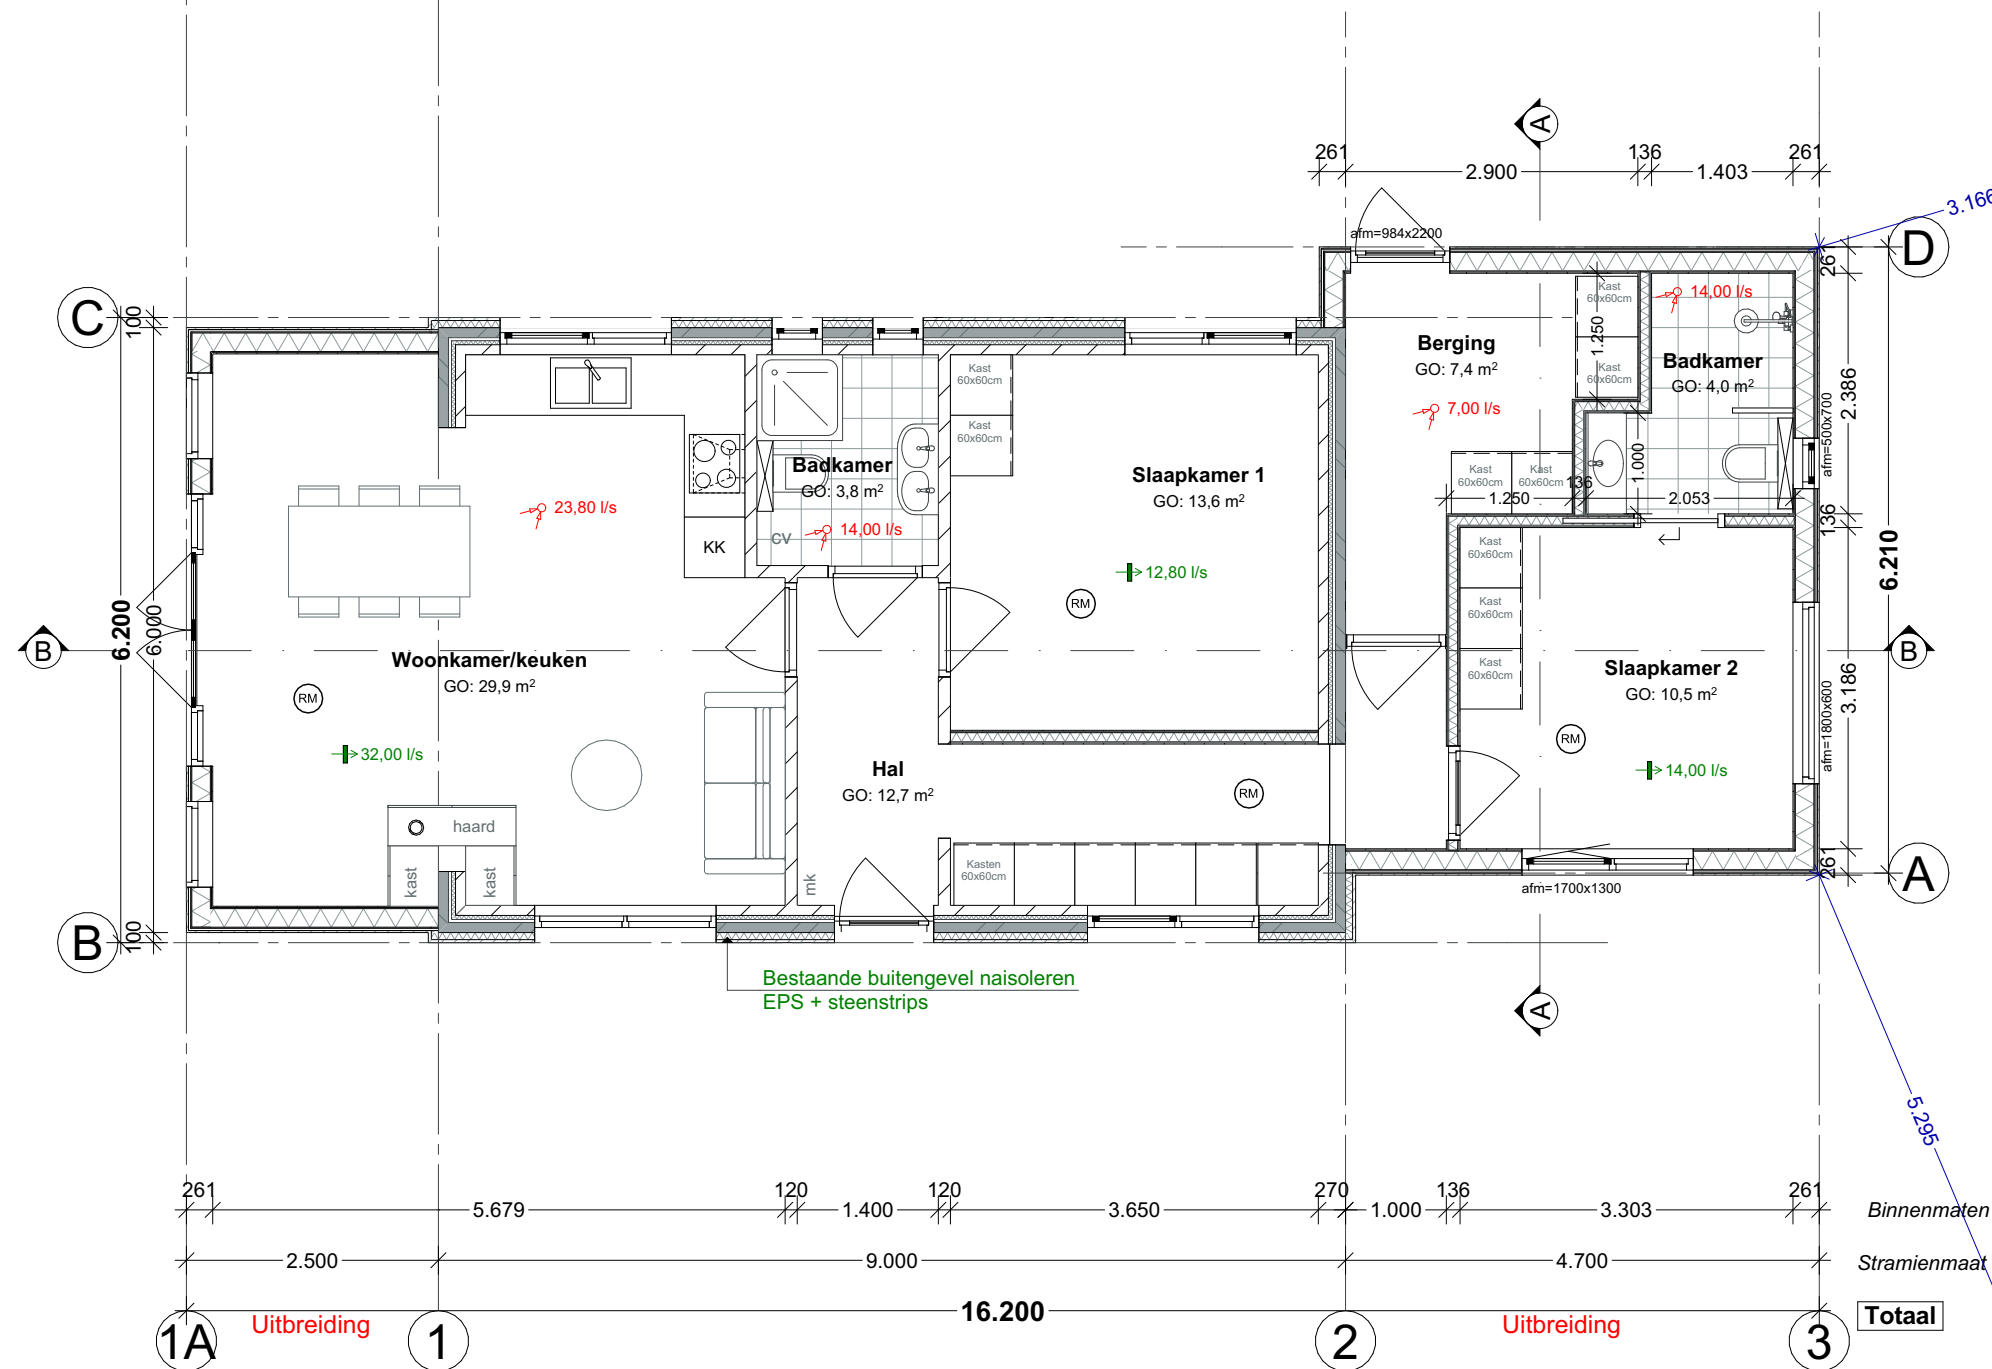 A
261
136
261
2.900
1.403
3.166
afm=984x2200
D
C
100
6.200
6.000
100
B
B
Kast
60x60cm
Kast
60x60cm
1.250
14,00 l/s
Berging
GO: 7,4 m²
7,00 l/s
Badkamer
GO: 4,0 m²
261
2.386
afm=500x700
136
6.210
Kast
60x60cm
Kast
60x60cm
Kast
60x60cm
Kast
60x60cm
1.250
136
1.000
2.053
Badkamer
GO: 3,8 m²
14,00 l/s
CV
KK
23,80 l/s
Slaapkamer 1
GO: 13,6 m²
12,80 l/s
RM
Woonkamer/keuken
GO: 29,9 m²
RM
32,00 l/s
Kast
60x60cm
Kast
60x60cm
Kast
60x60cm
Slaapkamer 2
GO: 10,5 m²
RM
14,00 l/s
afm=1800x600
3.186
B
261
A
Hal
GO: 12,7 m²
RM
haard
kast
kast
mk
Kasten
60x60cm
afm=1700x1300
Bestaande buitengevel naisoleren
EPS + steenstrips
A
5.295
261
5.679
120
1.400
120
3.650
270
1.000
136
3.303
261
Binnenmaten
2.500
9.000
4.700
Stramienmaat
16.200
Totaal
1A
Uitbreiding
1
2
Uitbreiding
3